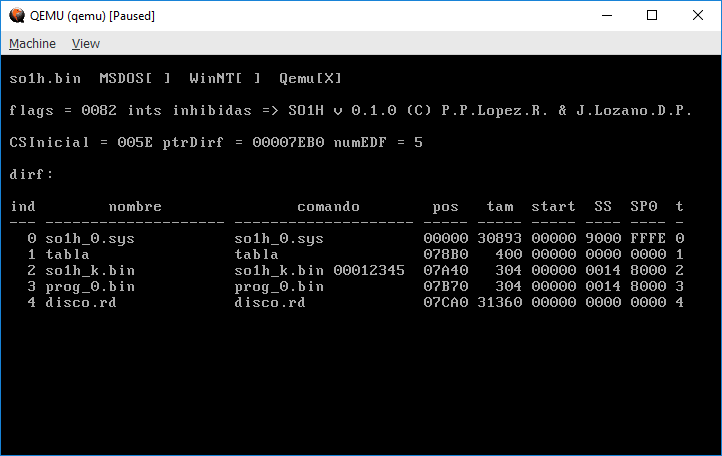 QEMU (qemu) [Paused]
Machine View
so1h.bin MSDOS[ ] WinNT[ ] Qemu[X]
flags = 0082 ints inhibidas => SO1H v 0.1.0 (C) P.P.Lopez.R. & J.Lozano.D.P.
CSInicial = 005E ptrDirf = 00007EB0 numEDF = 5
dirf:
ind nombre comando pos tam start SS SP0 t
--- -------------------- -------------------- ----- ----- ----- ---- ---- -
0 so1h_0.sys so1h_0.sys 00000 30893 00000 9000 FFFE 0
1 tabla tabla 078B0 400 00000 0000 0000 1
2 so1h_k.bin so1h_k.bin 00012345 07A40 304 00000 0014 8000 2
3 prog_0.bin prog_0.bin 07B70 304 00000 0014 8000 3
4 disco.rd disco.rd 07CA0 31360 00000 0000 0000 4